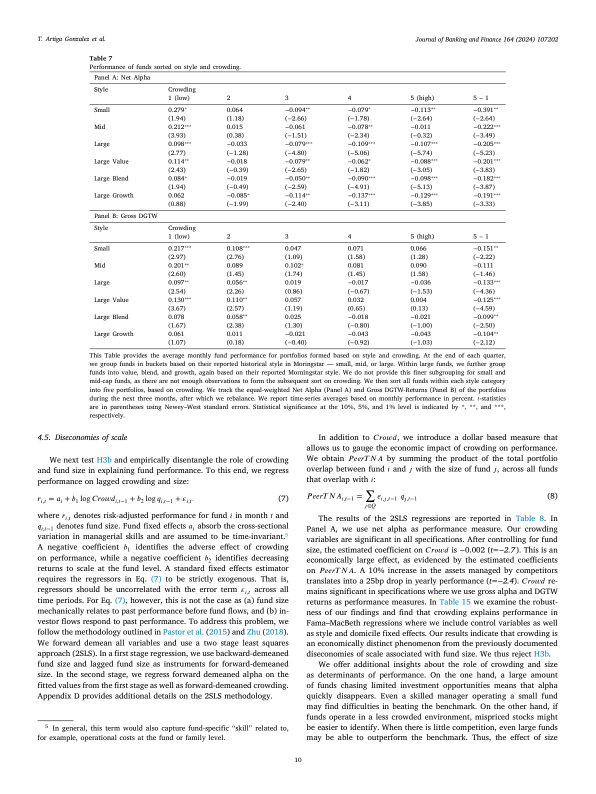 T. Artiga Gonzalez et al.
Journal of Banking and Finance 164 (2024) 107202
Table 7
Performance of funds sorted on style and crowding.
Panel A: Net Alpha
Style Crowding
1 (low) 2 3 4 5 (high) 5 − 1
Small 0.279* 0.064 −0.094** −0.079* −0.113** −0.391**
(1.94) (1.18) (−2.66) (−1.78) (−2.64) (−2.64)
Mid 0.212*** 0.015 −0.061 −0.078** −0.011 −0.222***
(3.93) (0.38) (−1.51) (−2.34) (−0.32) (−3.49)
Large 0.098*** −0.033 −0.079*** −0.109*** −0.107*** −0.205***
(2.77) (−1.28) (−4.80) (−5.06) (−5.74) (−5.23)
Large Value 0.114** −0.018 −0.079** −0.062* −0.088*** −0.201***
(2.43) (−0.39) (−2.65) (−1.82) (−3.05) (−3.83)
Large Blend 0.084* −0.019 −0.050** −0.090*** −0.098*** −0.182***
(1.94) (−0.49) (−2.59) (−4.91) (−5.13) (−3.87)
Large Growth 0.062 −0.085* −0.114** −0.137*** −0.129*** −0.191***
(0.88) (−1.99) (−2.40) (−3.11) (−3.85) (−3.33)
Panel B: Gross DGTW
Style Crowding
1 (low) 2 3 4 5 (high) 5 − 1
Small 0.217*** 0.108*** 0.047 0.071 0.066 −0.151**
(2.97) (2.76) (1.09) (1.58) (1.28) (−2.22)
Mid 0.201** 0.089 0.102* 0.081 0.090 −0.111
(2.60) (1.45) (1.74) (1.45) (1.58) (−1.46)
Large 0.097** 0.056** 0.019 −0.017 −0.036 −0.133***
(2.54) (2.26) (0.86) (−0.67) (−1.53) (−4.36)
Large Value 0.130*** 0.110** 0.057 0.032 0.004 −0.125***
(3.67) (2.57) (1.19) (0.65) (0.13) (−4.59)
Large Blend 0.078 0.058** 0.025 −0.018 −0.021 −0.099**
(1.67) (2.38) (1.30) (−0.80) (−1.00) (−2.50)
Large Growth 0.061 0.011 −0.021 −0.043 −0.043 −0.104**
(1.07) (0.18) (−0.40) (−0.92) (−1.03) (−2.12)
This Table provides the average monthly fund performance for portfolios formed based on style and crowding. At the end of each quarter,
we group funds in brackets based on their reported historical style in Morningstar — small, mid, or large. Within large funds, we further group
funds into value, blend, and growth, again based on their reported Morningstar style. We do not provide this finer subgrouping for small and
mid-cap funds, as there are not enough observations to form the subsequent sort on crowding. We then sort all funds within each style category
into five portfolios, based on crowding. We track the equal-weighted Net Alpha (Panel A) and Gross DGTW-Returns (Panel B) of the portfolios
during the next three months, after which we rebalance. We report time-series averages based on monthly performance in percent. t-statistics
are in parentheses using Newey–West standard errors. Statistical significance at the 10%, 5%, and 1% level is indicated by *, **, and ***,
respectively.
4.5. Diseconomies of scale
We next test H3b and empirically disentangle the role of crowding
and fund size in explaining fund performance. To this end, we regress
performance on lagged crowding and size:
r_{i,t} = a_i + b_1 log Crowd_{i,t−1} + b_2 log q_{i,t−1} + ε_{i,t}, (7)
where r_{i,t} denotes risk-adjusted performance for fund i in month t and
q_{i,t−1} denotes fund size. Fund fixed effects a_i absorb the cross-sectional
variation in managerial skills and are assumed to be time-invariant.⁵
A negative coefficient b_1 identifies the adverse effect of crowding
on performance, while a negative coefficient b_2 identifies decreasing
returns to scale at the fund level. A standard fixed effects estimator
requires the regressors in Eq. (7) to be strictly exogenous. That is,
regressors should be uncorrelated with the error term ε_{i,t} across all
time periods. For Eq. (7), however, this is not the case as (a) fund size
mechanically relates to past performance before fund flows, and (b) in-
vestor flows respond to past performance. To address this problem, we
follow the methodology outlined in Pastor et al. (2015) and Zhu (2018).
We forward demean all variables and use a two stage least squares
approach (2SLS). In a first stage regression, we use backward-demeaned
fund size and lagged fund size as instruments for forward-demeaned
size. In the second stage, we regress forward demeaned alpha on the
fitted values from the first stage as well as forward-demeaned crowding.
Appendix D provides additional details on the 2SLS methodology.
⁵ In general, this term would also capture fund-specific “skill” related to,
for example, operational costs at the fund or family level.
In addition to Crowd, we introduce a dollar based measure that
allows us to gauge the economic impact of crowding on performance.
We obtain PeerTNA by summing the product of the total portfolio
overlap between fund i and j with the size of fund j, across all funds
that overlap with i:
PeerTNA_{i,t−1} = ∑_{j∈Ω} e_{i,j,t−1} q_{j,t−1} (8)
The results of the 2SLS regressions are reported in Table 8. In
Panel A, we use net alpha as performance measure. Our crowding
variables are significant in all specifications. After controlling for fund
size, the estimated coefficient on Crowd is −0.002 (t=−2.7). This is an
economically large effect, as evidenced by the estimated coefficients
on PeerTNA. A 10% increase in the assets managed by competitors
translates into a 25bp drop in yearly performance (t=−2.4). Crowd re-
mains significant in specifications where we use gross alpha and DGTW
returns as performance measures. In Table 15 we examine the robust-
ness of our findings and find that crowding explains performance in
Fama–MacBeth regressions where we include control variables as well
as style and domicile fixed effects. Our results indicate that crowding is
an economically distinct phenomenon from the previously documented
diseconomies of scale associated with fund size. We thus reject H3b.
We offer additional insights about the role of crowding and size
as determinants of performance. On the one hand, a large amount
of funds chasing limited investment opportunities means that alpha
quickly disappears. Even a skilled manager operating a small fund
may find difficulties in beating the benchmark. On the other hand, if
funds operate in a less crowded environment, mispriced stocks might
be easier to identify. When there is little competition, even large funds
may be able to outperform the benchmark. Thus, the effect of size
10